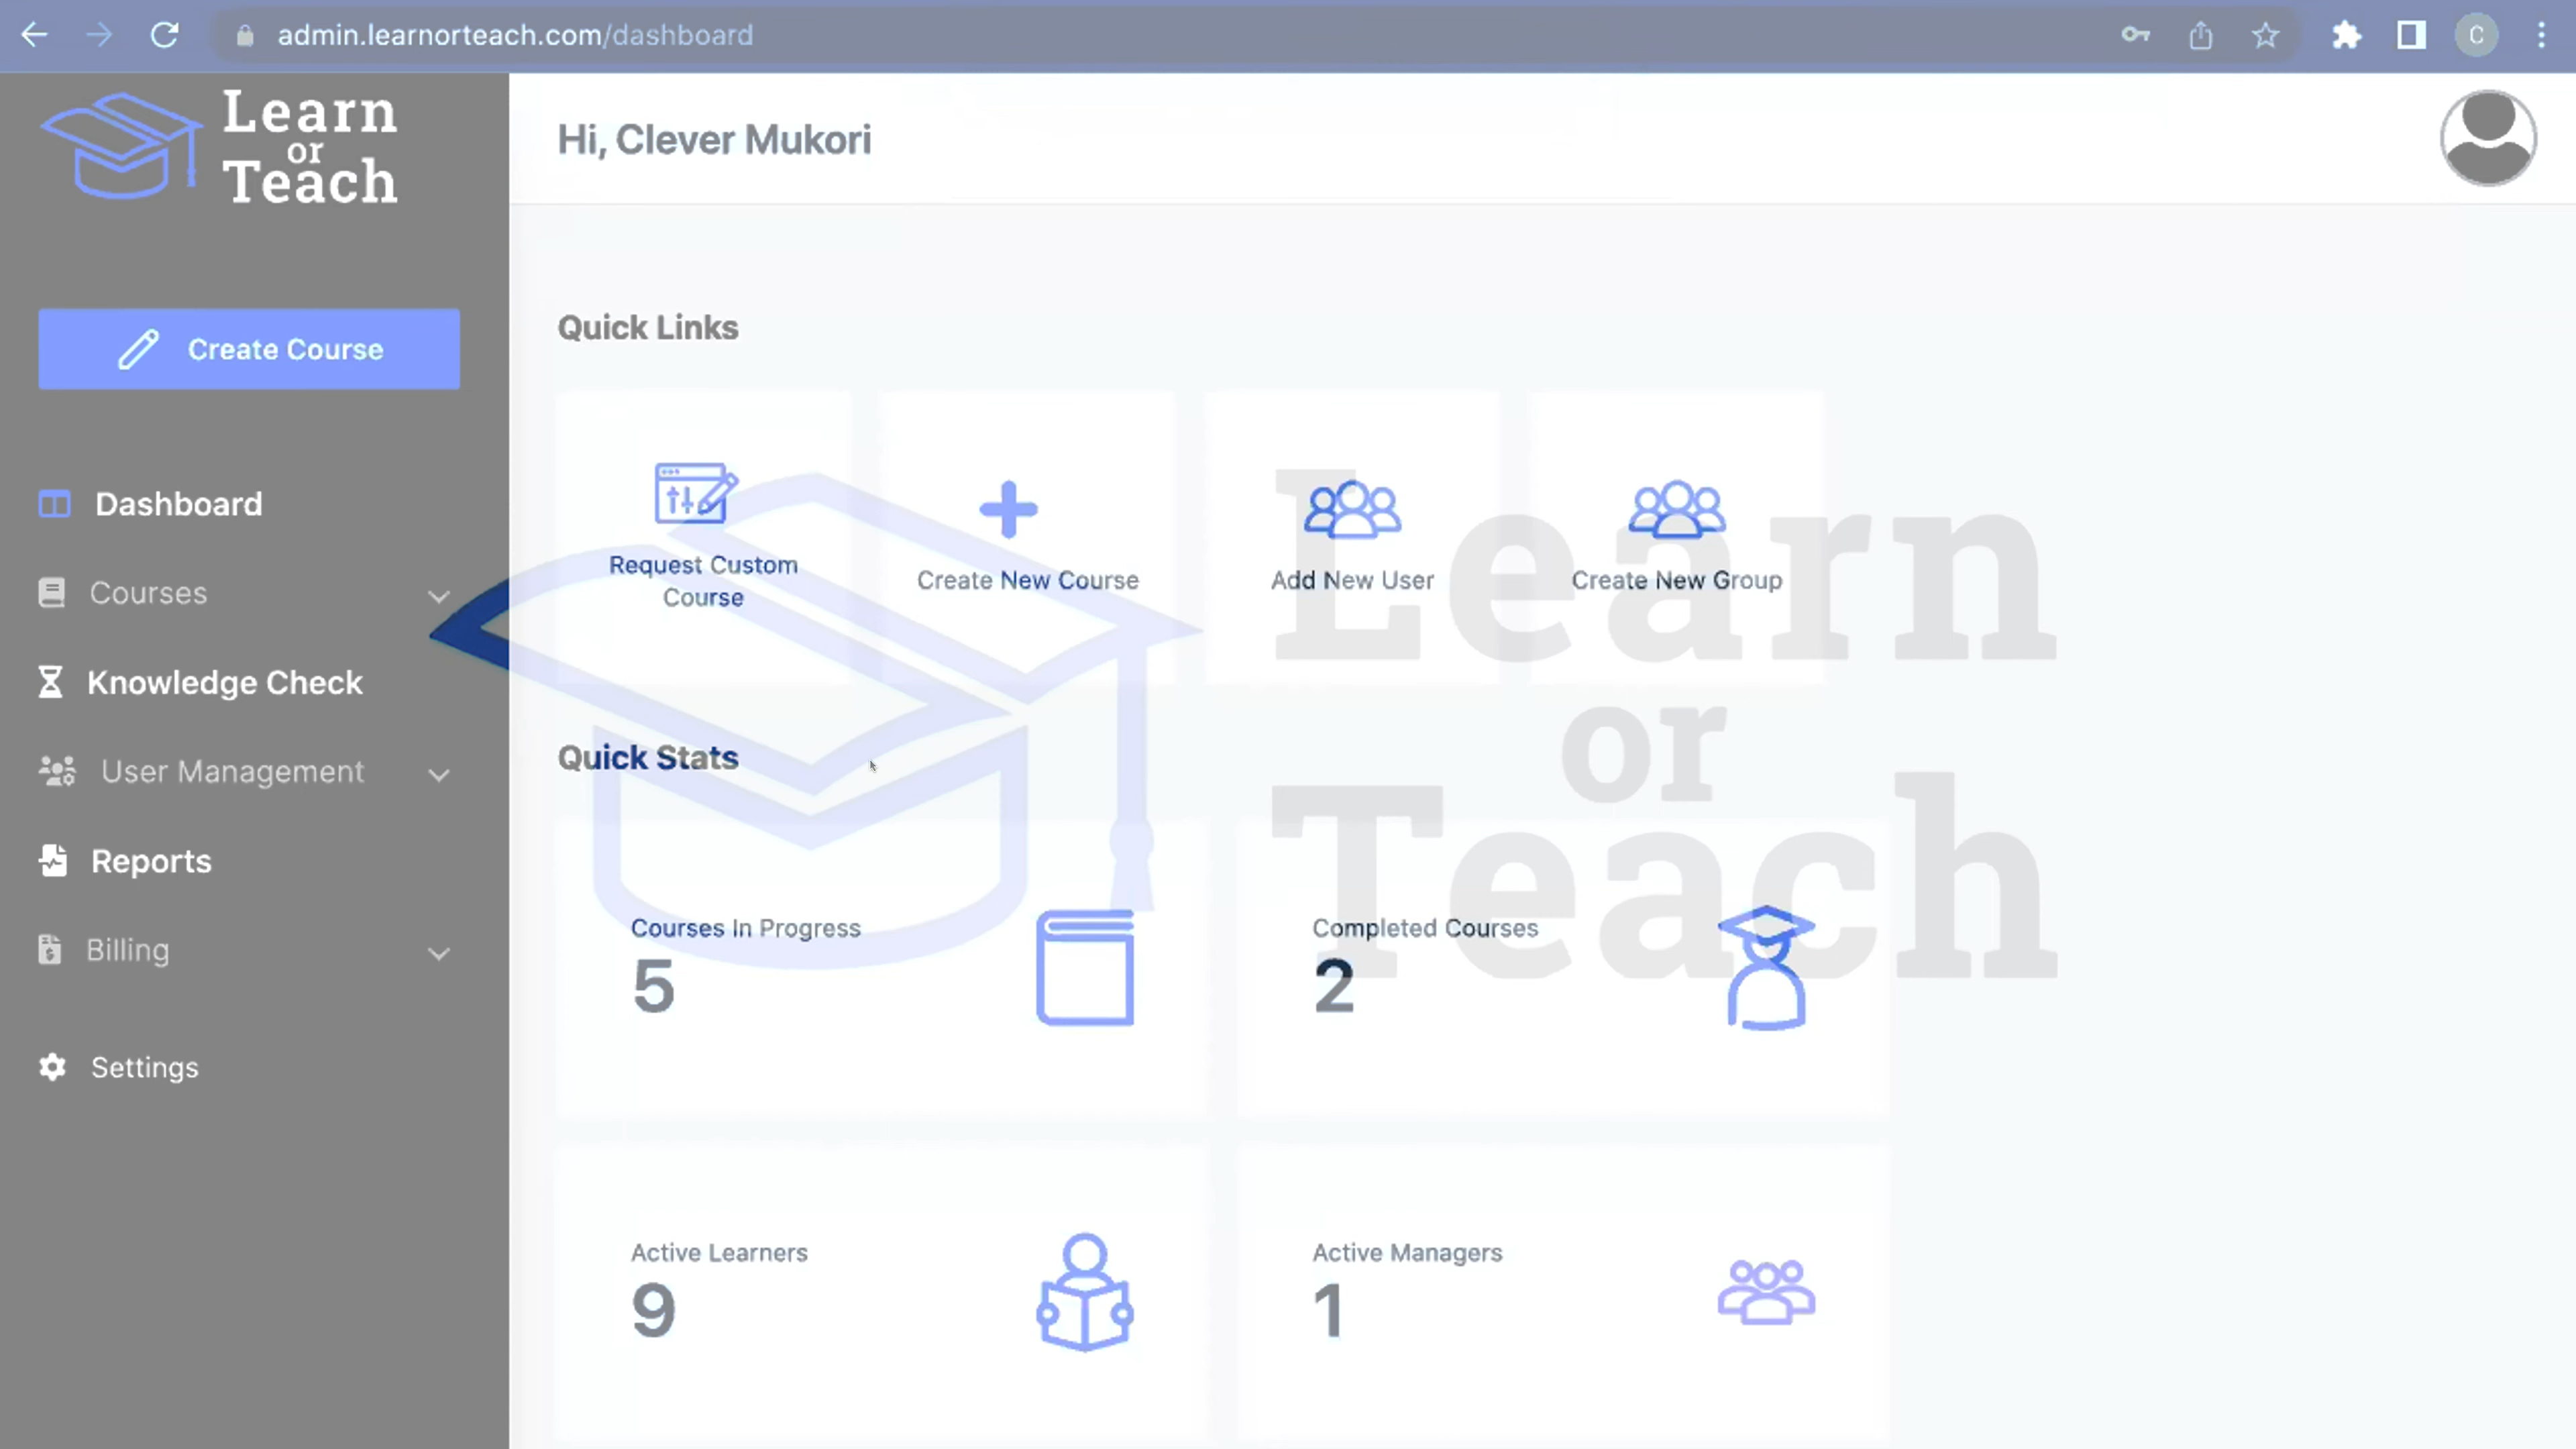 admin.learnorteach.com/dashboard
C
Learn
or
Teach
Hi, Clever Mukori
Create Course
Dashboard
Courses
Knowledge Check
User Management
Reports
Billing
Settings
Quick Links
Request Custom
Course
Create New Course
Add New User
Create New Group
Learn
or
Teach
Quick Stats
Courses In Progress
5
Completed Courses
2
Active Learners
9
Active Managers
1